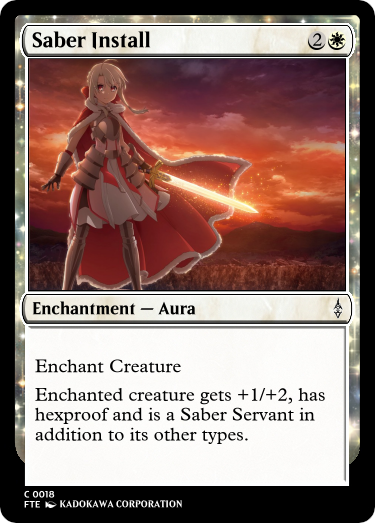 Saber Install 2
Enchantment — Aura
Enchant Creature
Enchanted creature gets +1/+2, has
hexproof and is a Saber Servant in
addition to its other types.
C 0018
FTE KADOKAWA CORPORATION